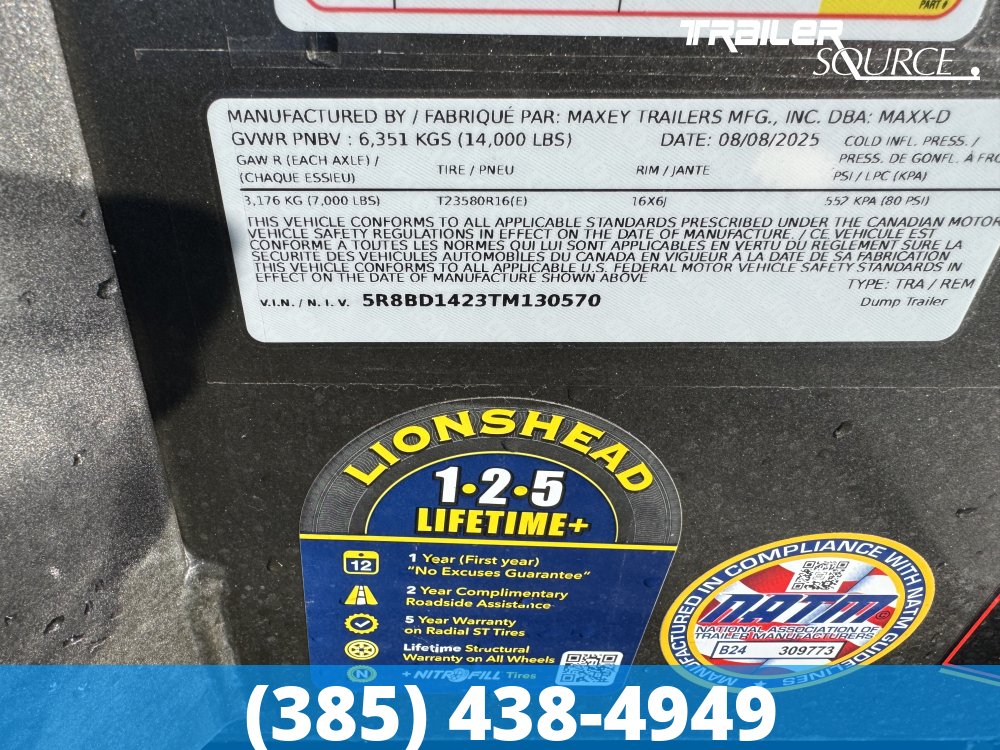 PART #
TRAILER
SOURCE
MANUFACTURED BY / FABRIQUÉ PAR: MAXEY TRAILERS MFG., INC. DBA: MAXX-D
GVWR PNBV : 6,351 KGS (14,000 LBS) DATE: 08/08/2025 COLD INFL. PRESS. /
GAW R (EACH AXLE) / TIRE / PNEU RIM / JANTE PRESS. DE GONFL. À FRO
(CHAQUE ESSIEU) PSI / LPC (KPA)
3,176 KG (7,000 LBS) T23580R16(E) 16X6J 552 KPA (80 PSI)
THIS VEHICLE CONFORMS TO ALL APPLICABLE STANDARDS PRESCRIBED UNDER THE CANADIAN MOTOR
VEHICLE SAFETY REGULATIONS IN EFFECT ON THE DATE OF MANUFACTURE. / CE VEHICULE EST
CONFORME A TOUTES LES NORMES QUI LUI SONT APPLICABLES EN VERTU DU REGLEMENT SURE LA
SECURITE DES VEHICULES AUTOMOBILES DU CANADA EN VIGUEUR A LA DATE DE SA FABRICATION
THIS VEHICLE CONFORMS TO ALL APPLICABLE U.S. FEDERAL MOTOR VEHICLE SAFETY STANDARDS IN
EFFECT ON THE DATE OF MANUFACTURE SHOWN ABOVE
TYPE: TRA / REM
V.I.N. / N. I. V. 5R8BD1423TM130570 Dump Trailer
LIONSHEAD
1•2•5
LIFETIME+
12
1 Year (First year)
"No Excuses Guarantee"
2 Year Complimentary
Roadside Assistance
5 Year Warranty
on Radial ST Tires
Lifetime Structural
Warranty on All Wheels
N + NITROFILL Tires
MANUFACTURED IN COMPLIANCE WITH NATM GUIDELINES
NATM®
NATIONAL ASSOCIATION OF
TRAILER MANUFACTURERS
B24 309773
(385) 438-4949